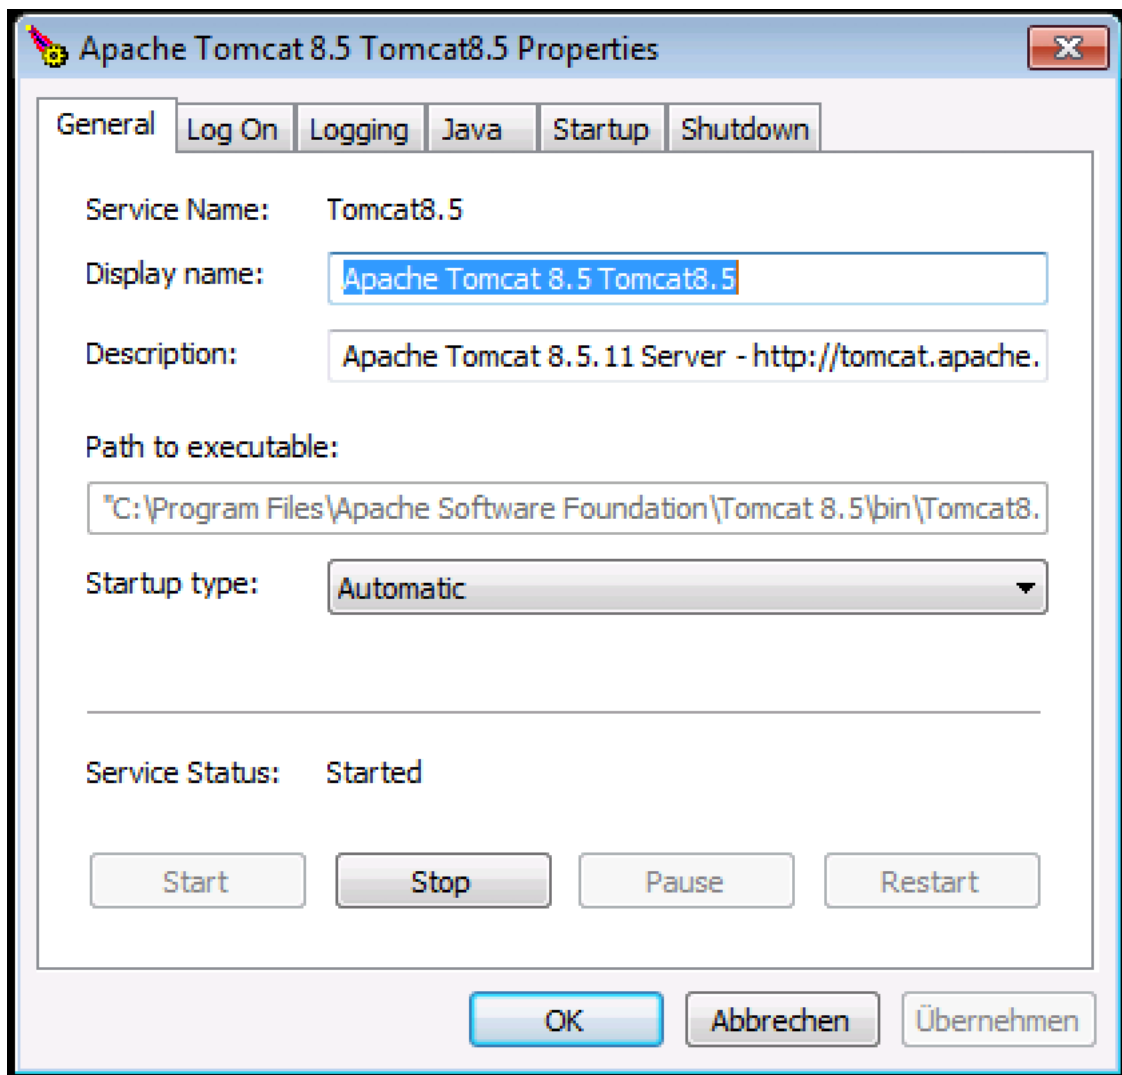 Apache Tomcat 8.5 Tomcat8.5 Properties
General Log On Logging Java Startup Shutdown
Service Name: Tomcat8.5
Display name: Apache Tomcat 8.5 Tomcat8.5
Description: Apache Tomcat 8.5.11 Server - http://tomcat.apache.
Path to executable:
"C:\Program Files\Apache Software Foundation\Tomcat 8.5\bin\Tomcat8.
Startup type: Automatic
Service Status: Started
Start Stop Pause Restart
OK Abbrechen Übernehmen